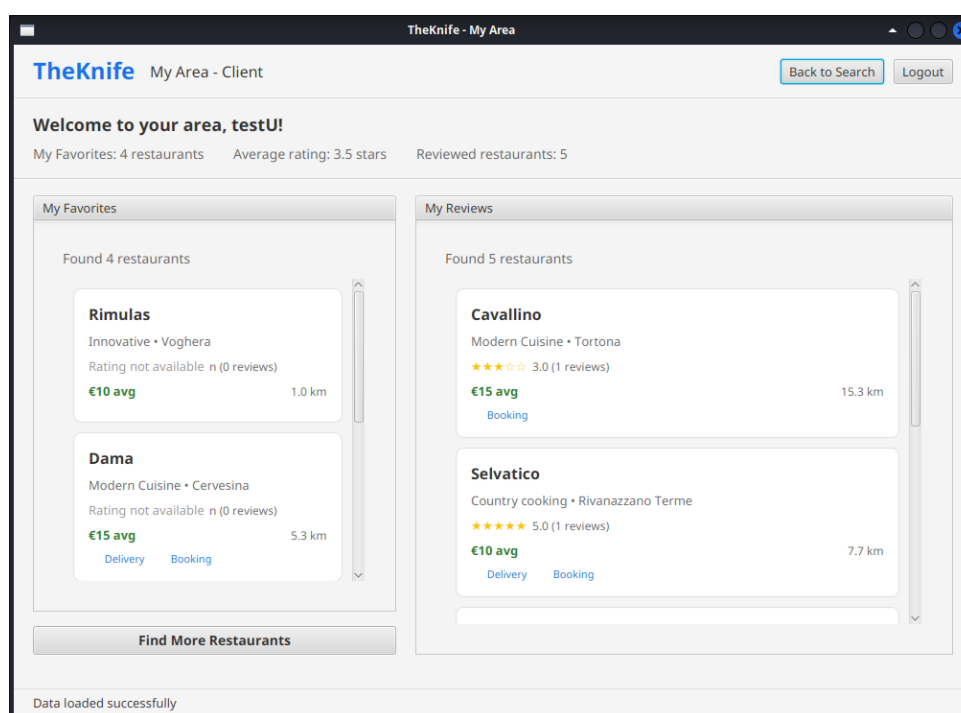 TheKnife - My Area
TheKnife My Area - Client Back to Search Logout
Welcome to your area, testU!
My Favorites: 4 restaurants Average rating: 3.5 stars Reviewed restaurants: 5
My Favorites
Found 4 restaurants
Rimulas
Innovative • Voghera
Rating not available n (0 reviews)
€10 avg 1.0 km
Dama
Modern Cuisine • Cervesina
Rating not available n (0 reviews)
€15 avg 5.3 km
Delivery Booking
Find More Restaurants
My Reviews
Found 5 restaurants
Cavallino
Modern Cuisine • Tortona
★★★☆☆ 3.0 (1 reviews)
€15 avg 15.3 km
Booking
Selvatico
Country cooking • Rivanazzano Terme
★★★★★ 5.0 (1 reviews)
€10 avg 7.7 km
Delivery Booking
Data loaded successfully